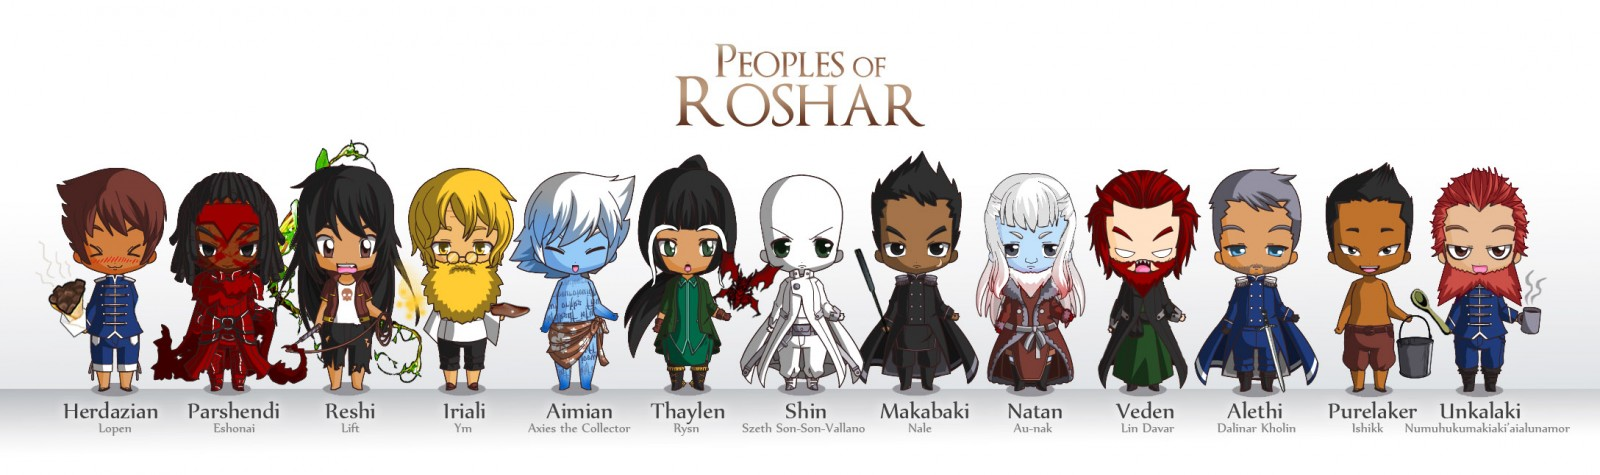 PEOPLES OF
ROSHAR
Herdazian
Lopen
Parshendi
Eshonai
Reshi
Lift
Iriali
Ym
Aimian
Axies the Collector
Thaylen
Rysn
Shin
Szeth Son-Son-Vallano
Makabaki
Nale
Natan
Au-nak
Veden
Lin Davar
Alethi
Dalinar Kholin
Purelaker
Ishikk
Unkalaki
Numuhukumakiaki'aialunamor